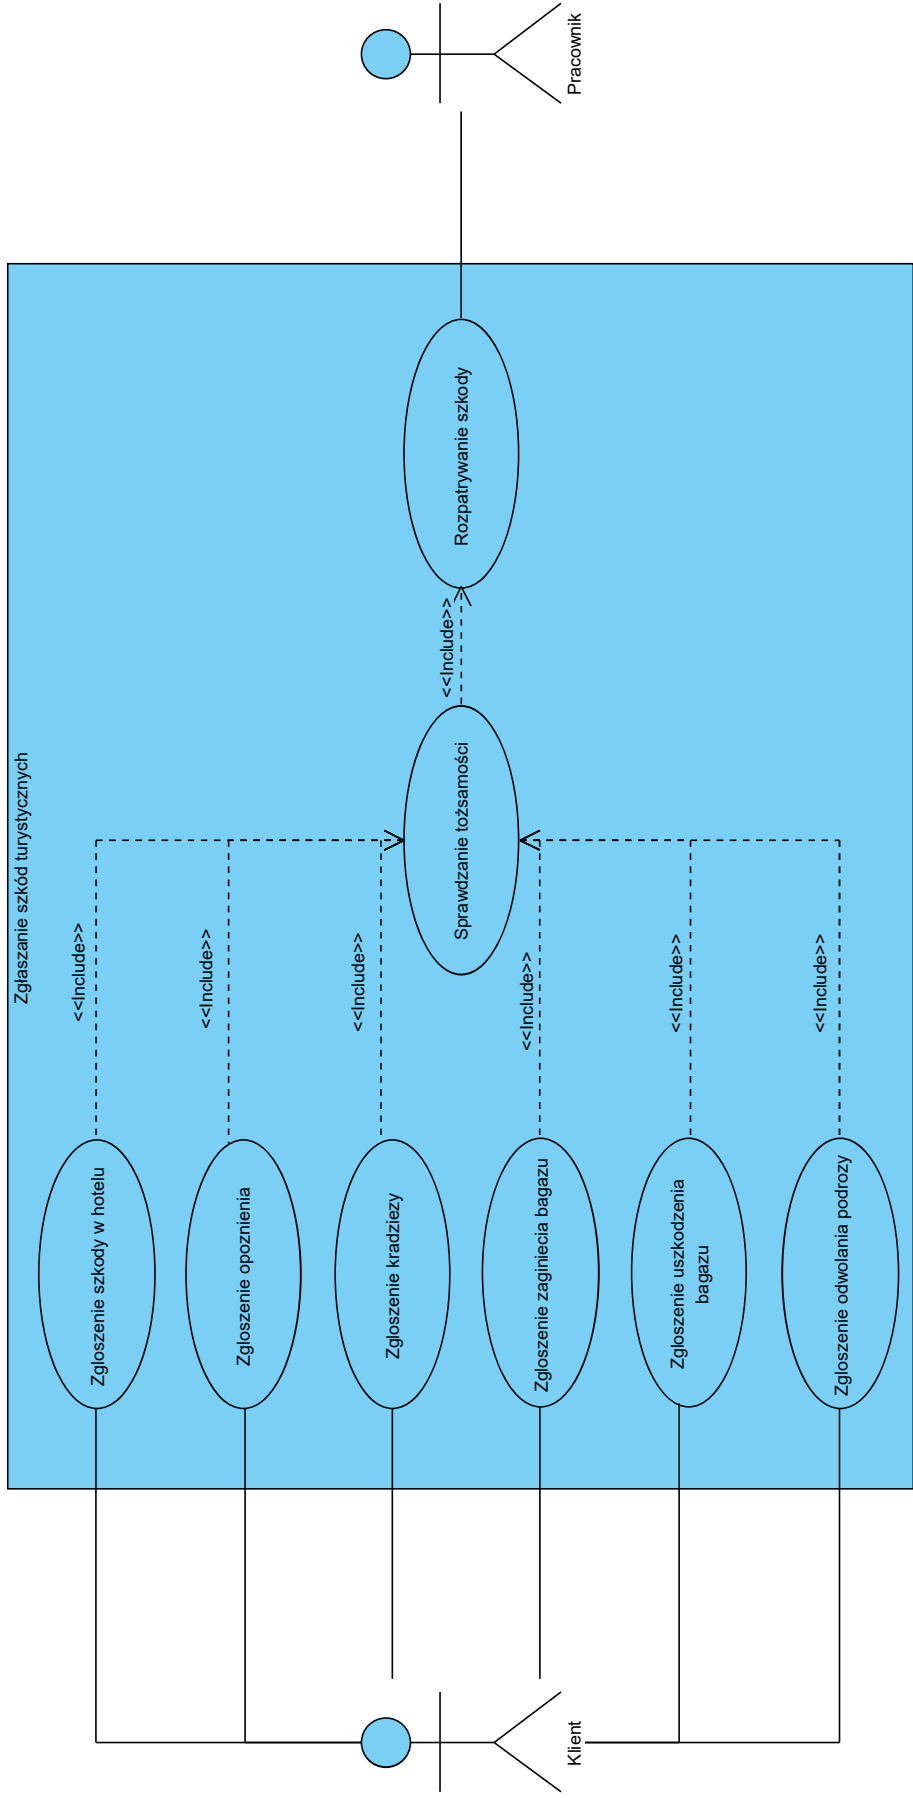 Zgłaszanie szkód turystycznych
Zgloszenie szkody w hotelu
<<Include>>
Zgloszenie opoznienia
<<Include>>
Zgloszenie kradziezy
<<Include>>
Klient
Sprawdzanie tożsamości
<<Include>>
Rozpatrywanie szkody
Pracownik
Zgloszenie zaginiecia bagazu
<<Include>>
Zgloszenie uszkodzenia
bagazu
<<Include>>
Zgloszenie odwolania podrozy
<<Include>>